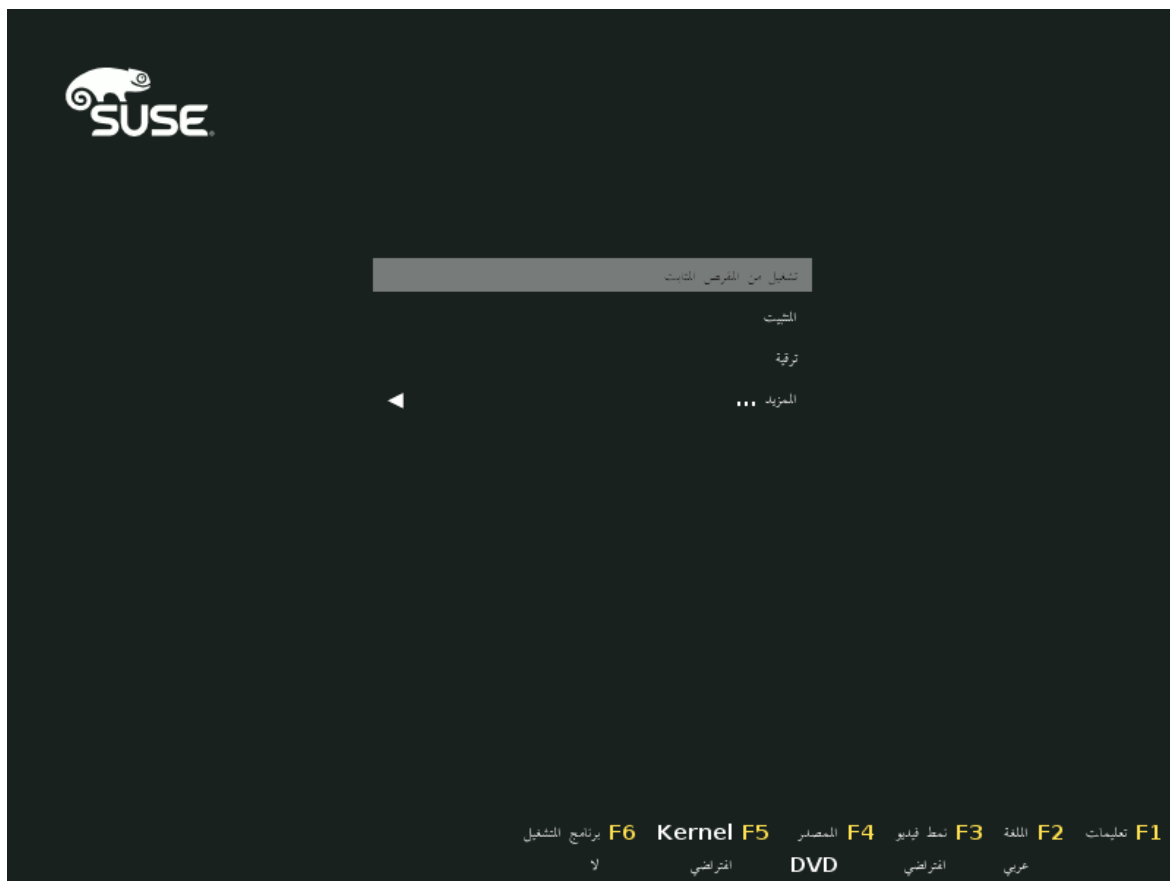 SUSE
تشغيل من القرص الثابت
التثبيت
ترقية
المزيد ...
F1 تعليمات F2 اللغة F3 نمط فيديو F4 المصدر F5 Kernel F6 برنامج التشغيل
عربي افتراضي DVD افتراضي لا